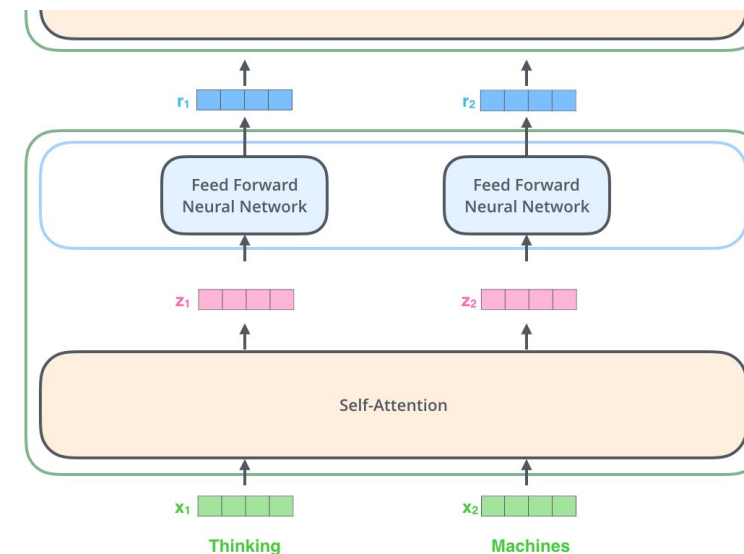 r₁
r₂
Feed Forward
Neural Network
Feed Forward
Neural Network
z₁
z₂
Self-Attention
x₁
x₂
Thinking
Machines